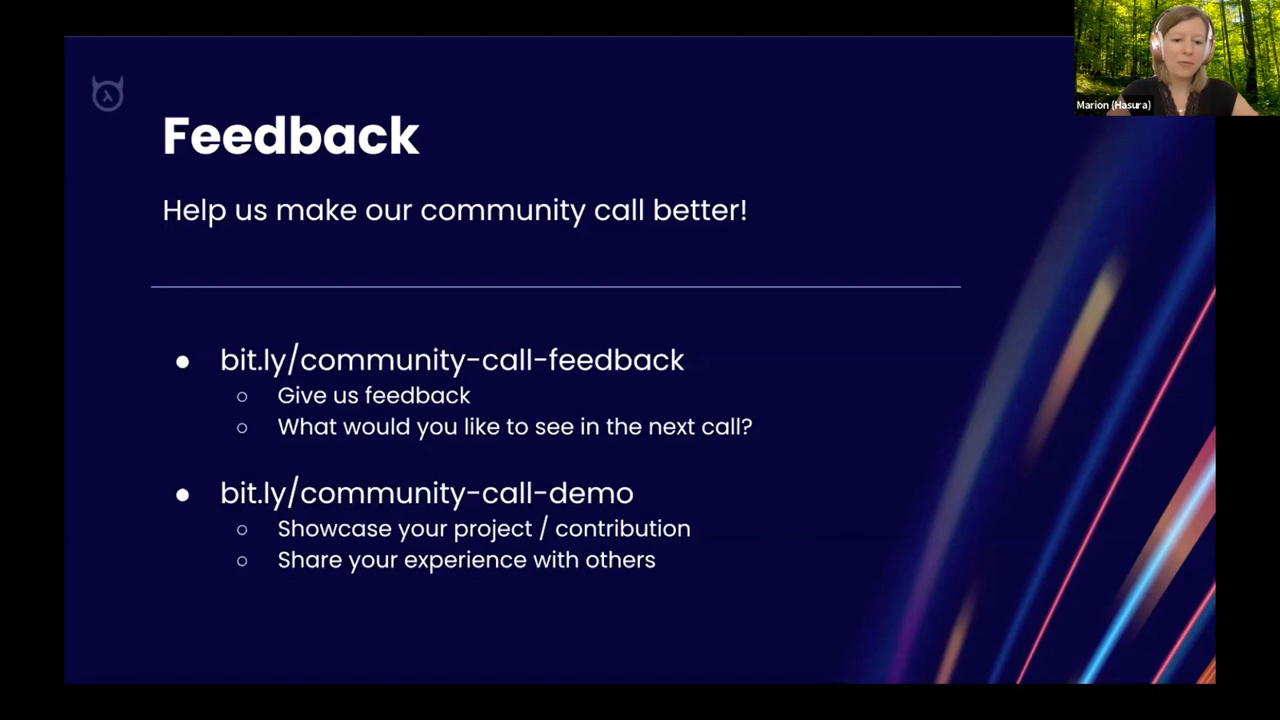 Marion (Hasura)
Feedback
Help us make our community call better!
● bit.ly/community-call-feedback
○ Give us feedback
○ What would you like to see in the next call?
● bit.ly/community-call-demo
○ Showcase your project / contribution
○ Share your experience with others